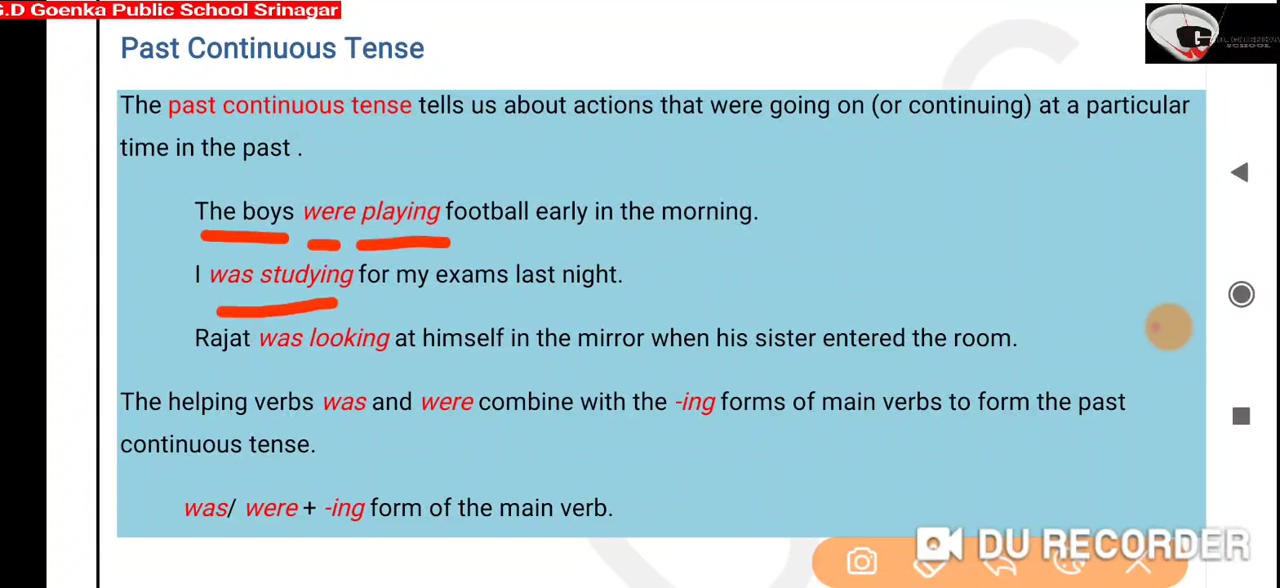 G.D Goenka Public School Srinagar
Past Continuous Tense
The past continuous tense tells us about actions that were going on (or continuing) at a particular
time in the past .
The boys were playing football early in the morning.
I was studying for my exams last night.
Rajat was looking at himself in the mirror when his sister entered the room.
The helping verbs was and were combine with the -ing forms of main verbs to form the past
continuous tense.
was/ were + -ing form of the main verb.
DU RECORDER